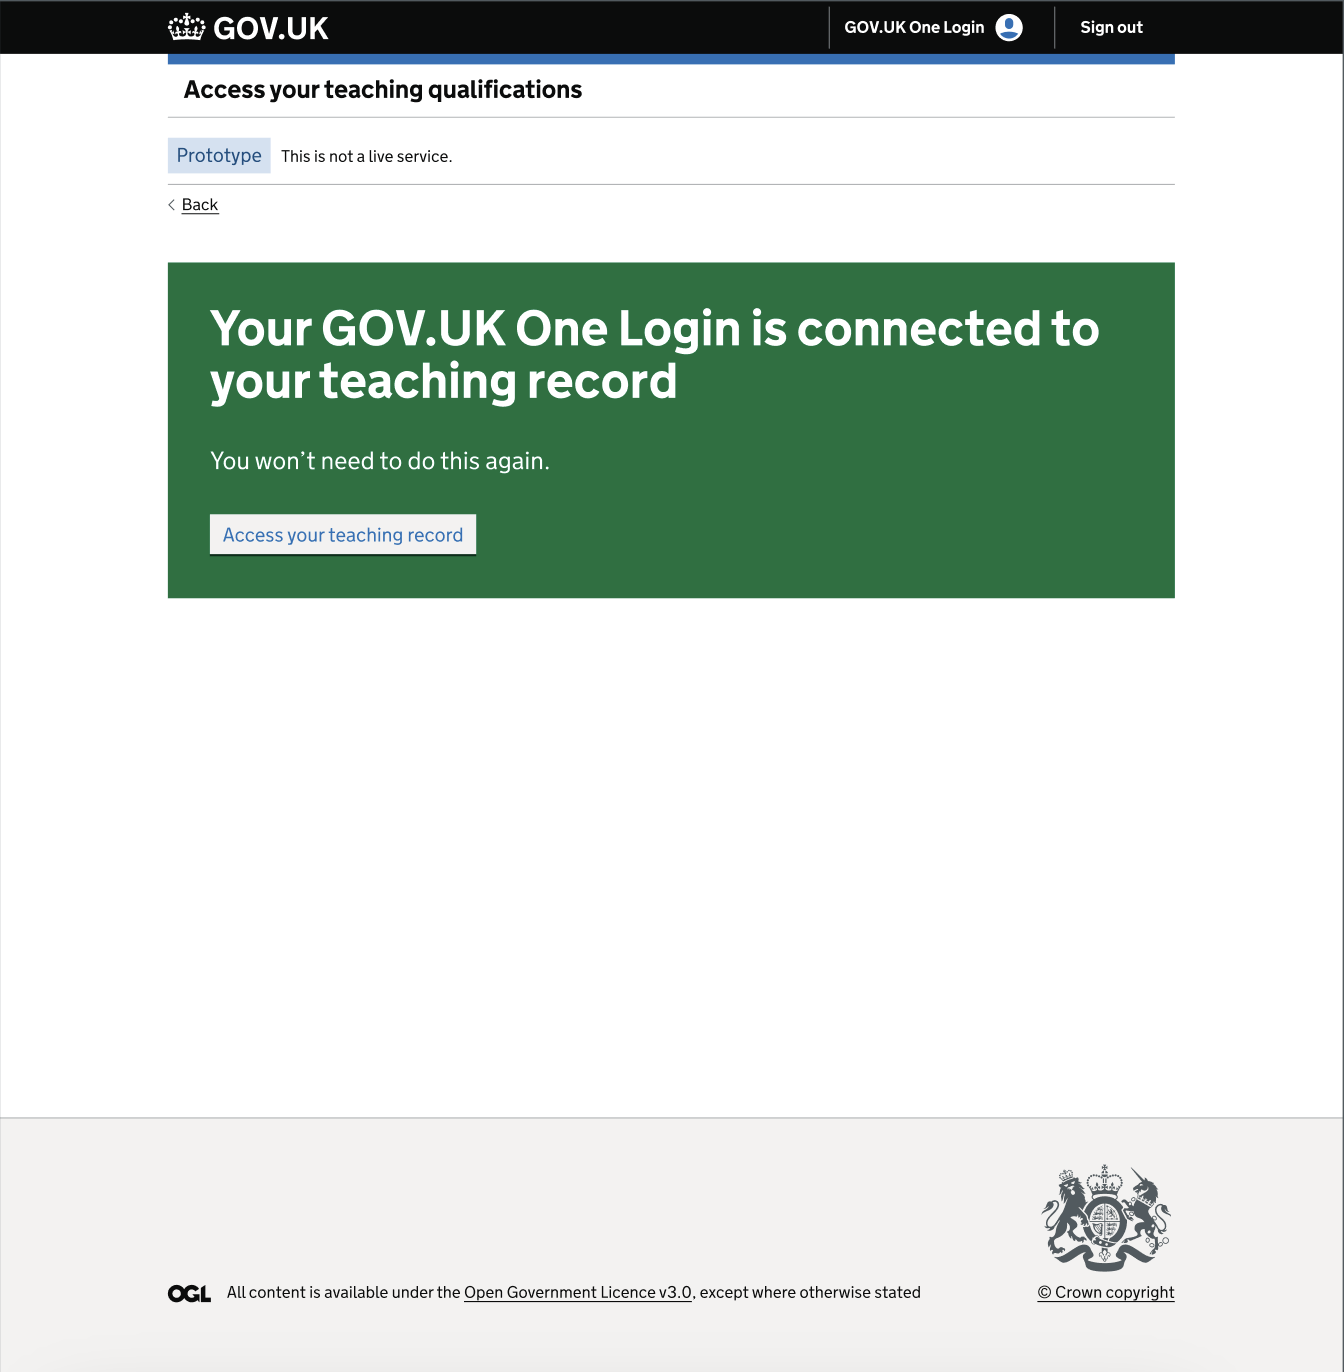 GOV.UK
GOV.UK One Login
Sign out
Access your teaching qualifications
Prototype This is not a live service.
Back
Your GOV.UK One Login is connected to
your teaching record
You won’t need to do this again.
Access your teaching record
OGL All content is available under the Open Government Licence v3.0, except where otherwise stated
© Crown copyright